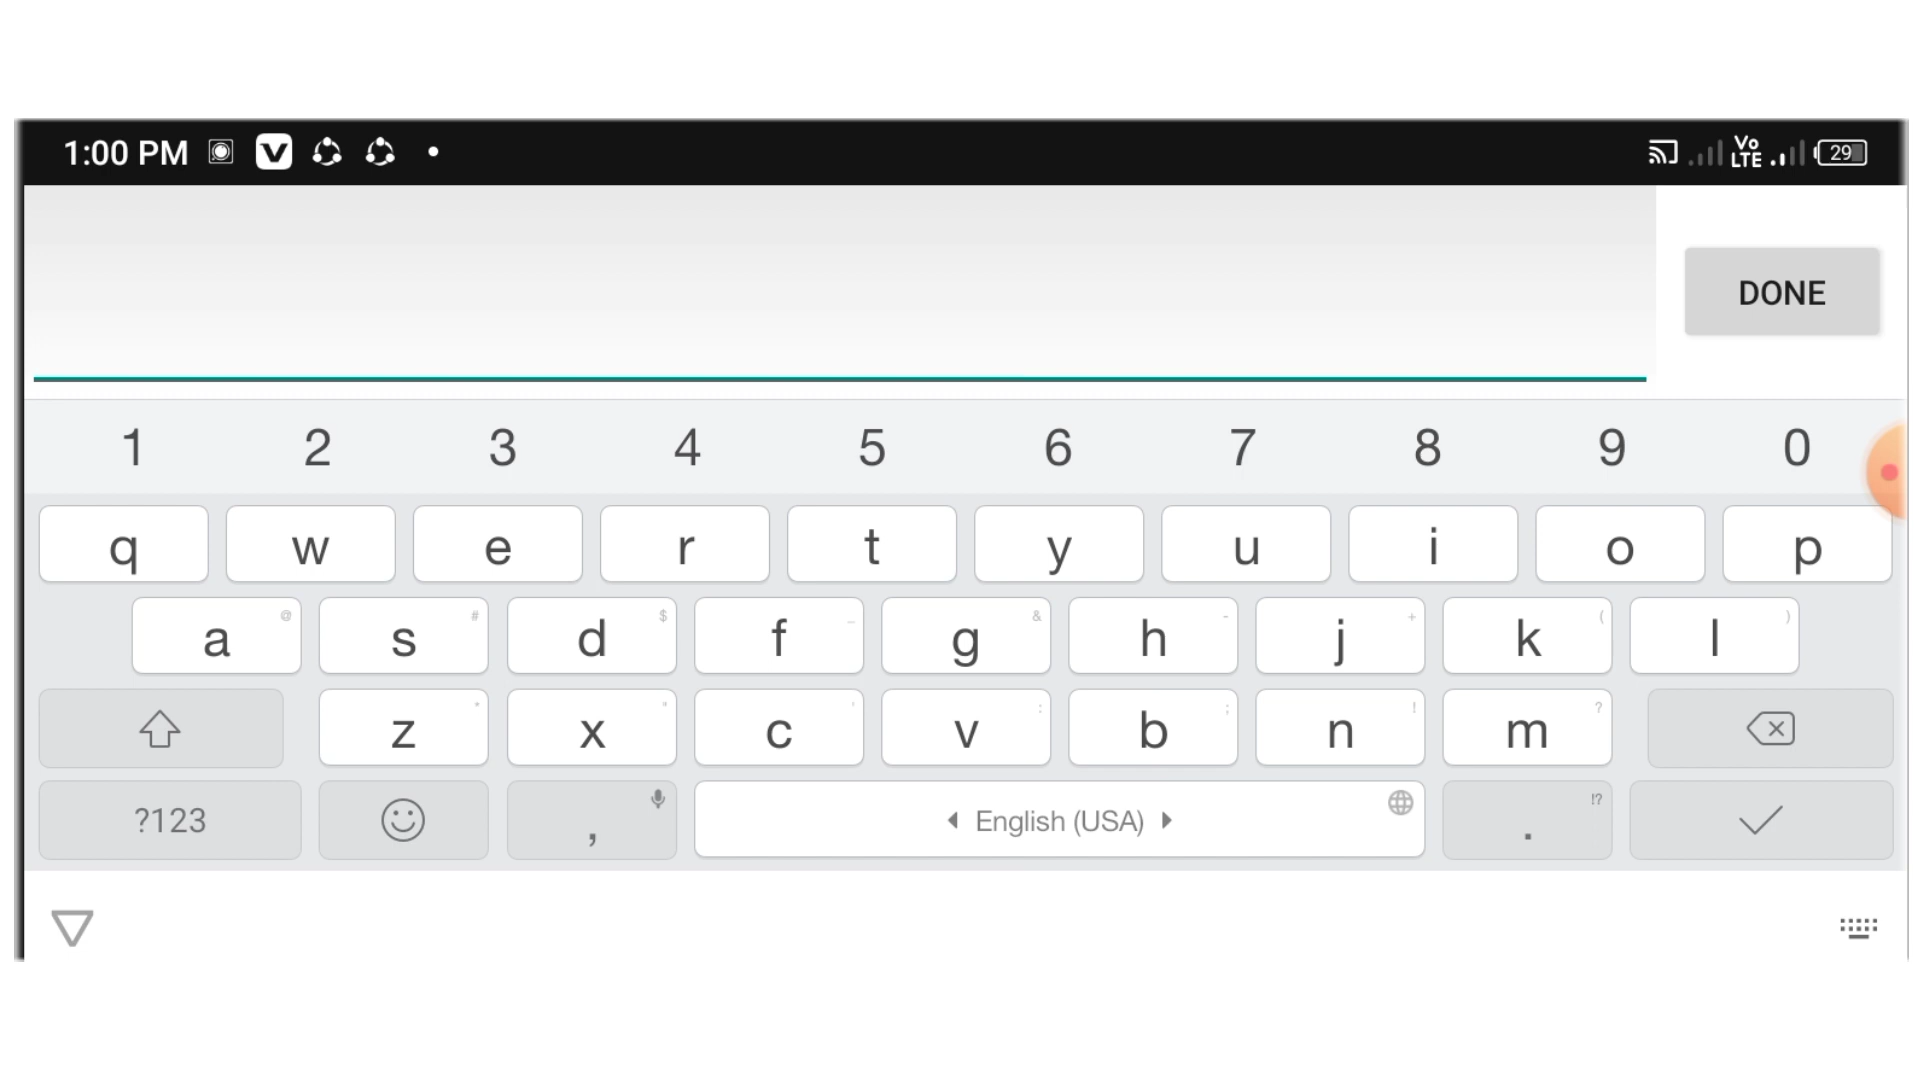 1:00 PM V Vo LTE 29
DONE
1 2 3 4 5 6 7 8 9 0
q w e r t y u i o p
@ # $ _ & - + ( )
a s d f g h j k l
* " ' : ; ! ?
z x c v b n m
!?
?123 , English (USA) .